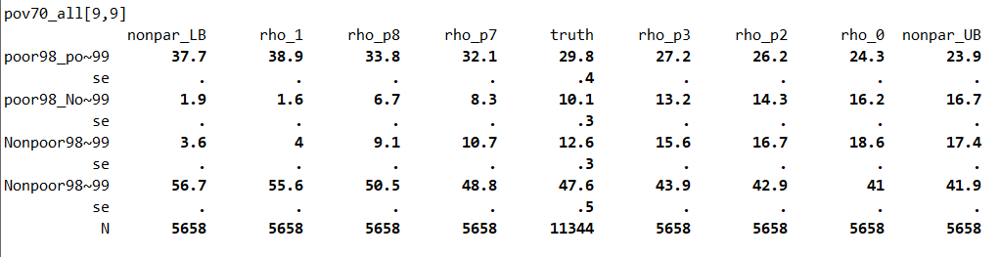 pov70_all[9,9]
nonpar_LB rho_1 rho_p8 rho_p7 truth rho_p3 rho_p2 rho_0 nonpar_UB
poor98_po~99 37.7 38.9 33.8 32.1 29.8 27.2 26.2 24.3 23.9
se . . . . .4 . . . .
poor98_No~99 1.9 1.6 6.7 8.3 10.1 13.2 14.3 16.2 16.7
se . . . . .3 . . . .
Nonpoor98~99 3.6 4 9.1 10.7 12.6 15.6 16.7 18.6 17.4
se . . . . .3 . . . .
Nonpoor98~99 56.7 55.6 50.5 48.8 47.6 43.9 42.9 41 41.9
se . . . . .5 . . . .
N 5658 5658 5658 5658 11344 5658 5658 5658 5658